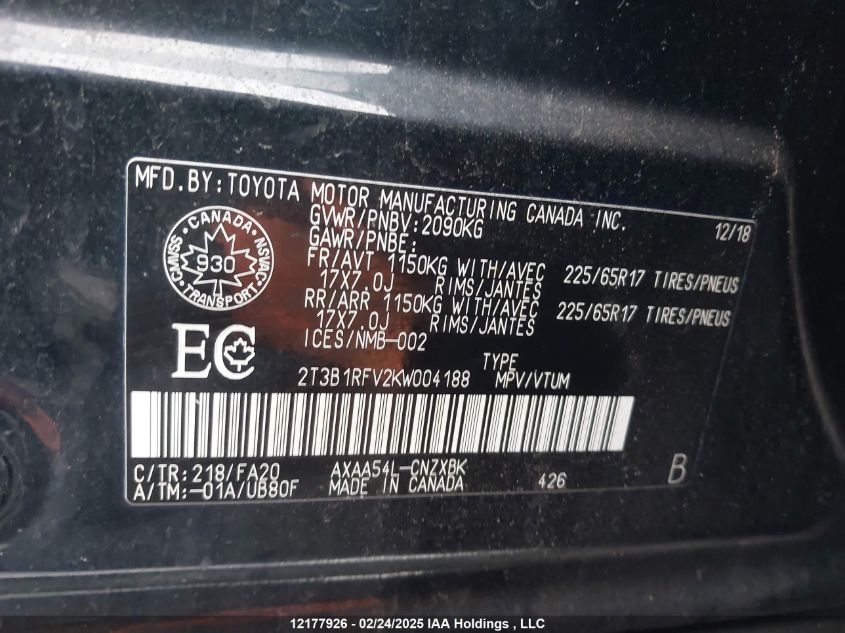 MFD.BY:TOYOTA MOTOR MANUFACTURING CANADA INC.
12/18
GVWR/PNBV:2090KG
GAWR/PNBE:
FR/AVT 1150KG WITH/AVEC 225/65R17 TIRES/PNEUS
17X7.0J RIMS/JANTES
RR/ARR 1150KG WITH/AVEC 225/65R17 TIRES/PNEUS
17X7.0J RIMS/JANTES
ICES/NMB-002
CANADA
CMVSS NSVAC
930
TRANSPORT
EC
TYPE
2T3B1RFV2KW004188 MPV/VTUM
C/TR:218/FA20 AXAA54L-CNZXBK
A/TM:-01A/UB80F MADE IN CANADA 426 B
12177926 - 02/24/2025 IAA Holdings , LLC